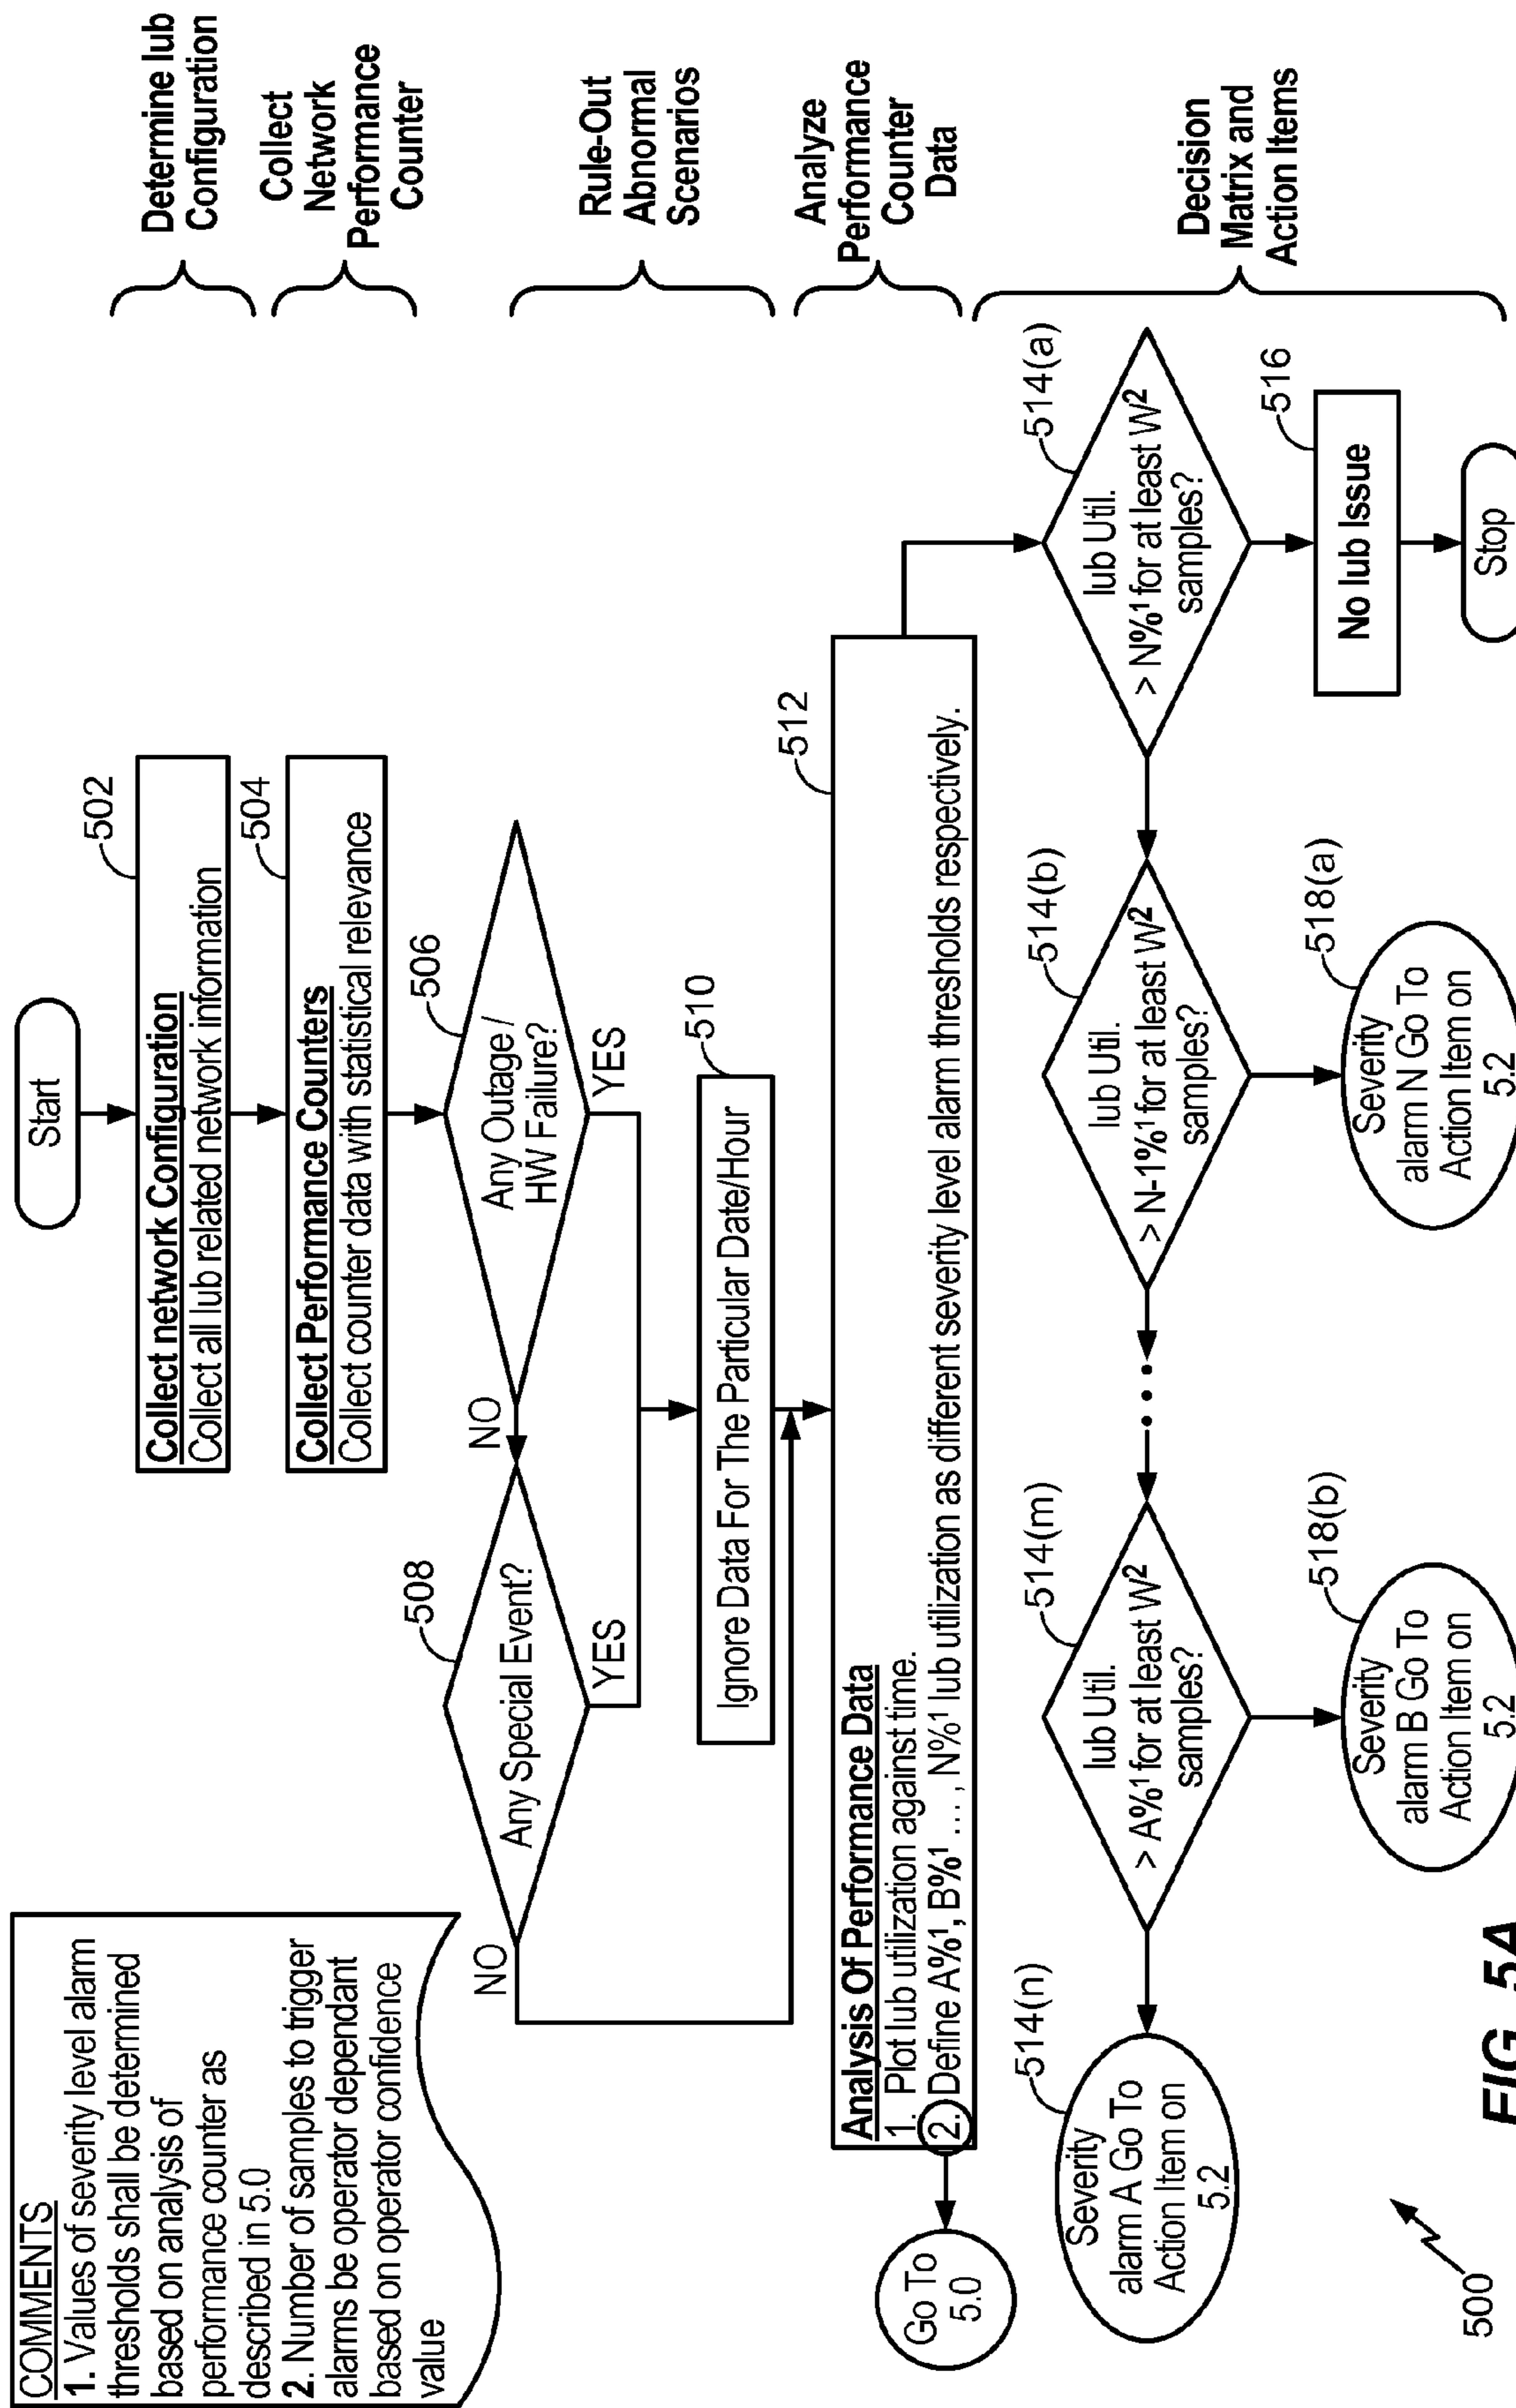 COMMENTS
1. Values of severity level alarm
thresholds shall be determined
based on analysis of
performance counter as
described in 5.0
2. Number of samples to trigger
alarms be operator dependant
based on operator confidence
value
Start
502
Collect network Configuration
Collect all Iub related network information
504
Collect Performance Counters
Collect counter data with statistical relevance
506
Any Outage /
HW Failure?
NO
YES
508
Any Special Event?
NO
YES
510
Ignore Data For The Particular Date/Hour
512
Analysis Of Performance Data
1. Plot Iub utilization against time.
2. Define A%¹, B%¹ ... , N%¹ Iub utilization as different severity level alarm thresholds respectively.
Go To
5.0
514(n)
Severity
alarm A Go To
Action Item on
5.2
514(m)
Iub Util.
> A%¹ for at least W²
samples?
518(b)
Severity
alarm B Go To
Action Item on
5.2
514(b)
Iub Util.
> N-1%¹ for at least W²
samples?
518(a)
Severity
alarm N Go To
Action Item on
5.2
514(a)
Iub Util.
> N%¹ for at least W²
samples?
516
No Iub Issue
Stop
Determine Iub
Configuration
Collect
Network
Performance
Counter
Rule-Out
Abnormal
Scenarios
Analyze
Performance
Counter
Data
Decision
Matrix and
Action Items
500
FIG. 5A